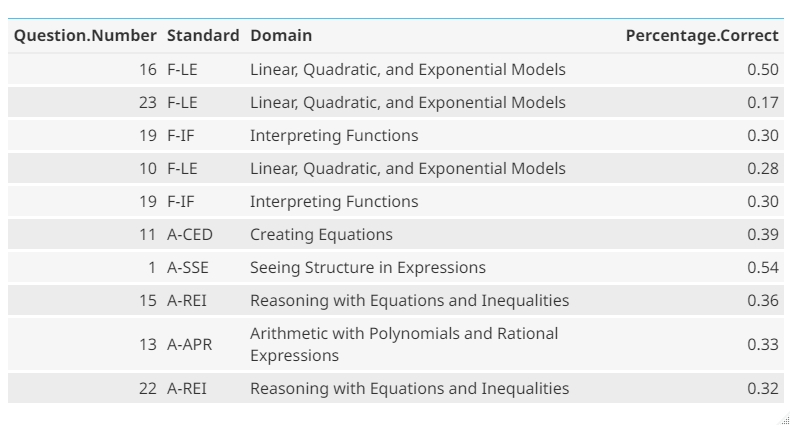 Question.Number Standard Domain Percentage.Correct
16 F-LE Linear, Quadratic, and Exponential Models 0.50
23 F-LE Linear, Quadratic, and Exponential Models 0.17
19 F-IF Interpreting Functions 0.30
10 F-LE Linear, Quadratic, and Exponential Models 0.28
19 F-IF Interpreting Functions 0.30
11 A-CED Creating Equations 0.39
1 A-SSE Seeing Structure in Expressions 0.54
15 A-REI Reasoning with Equations and Inequalities 0.36
13 A-APR Arithmetic with Polynomials and Rational
Expressions 0.33
22 A-REI Reasoning with Equations and Inequalities 0.32